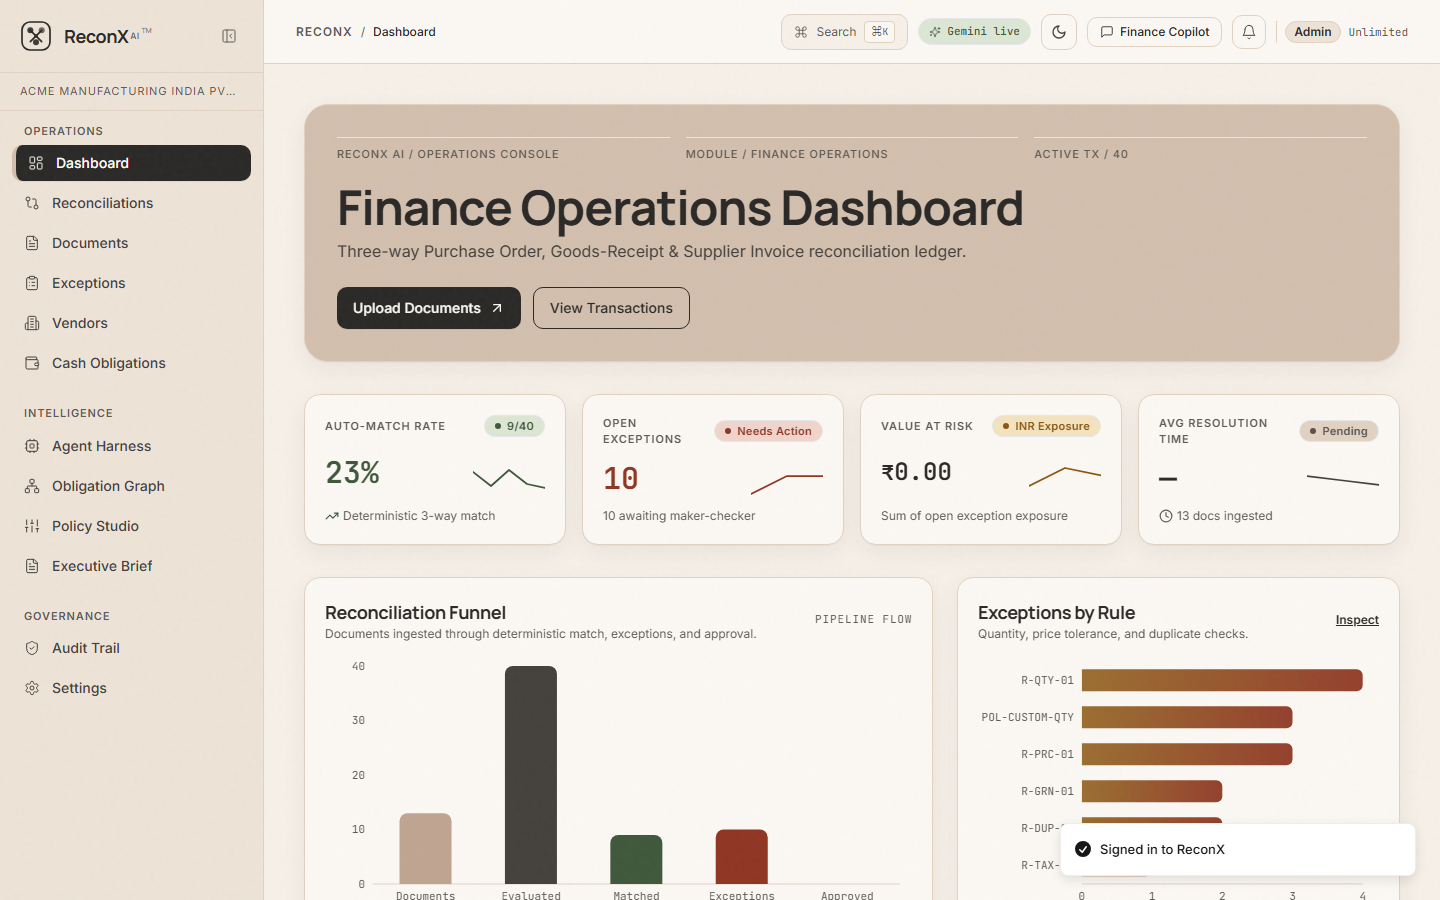 ReconX AI™
ACME MANUFACTURING INDIA PV...
OPERATIONS
Dashboard
Reconciliations
Documents
Exceptions
Vendors
Cash Obligations
INTELLIGENCE
Agent Harness
Obligation Graph
Policy Studio
Executive Brief
GOVERNANCE
Audit Trail
Settings
RECONX / Dashboard
Search ⌘K
Gemini live
Finance Copilot
Admin
Unlimited
RECONX AI / OPERATIONS CONSOLE
MODULE / FINANCE OPERATIONS
ACTIVE TX / 40
Finance Operations Dashboard
Three-way Purchase Order, Goods-Receipt & Supplier Invoice reconciliation ledger.
Upload Documents
View Transactions
AUTO-MATCH RATE
9/40
23%
Deterministic 3-way match
OPEN
EXCEPTIONS
Needs Action
10
10 awaiting maker-checker
VALUE AT RISK
INR Exposure
₹0.00
Sum of open exception exposure
AVG RESOLUTION
TIME
Pending
—
13 docs ingested
Reconciliation Funnel
Documents ingested through deterministic match, exceptions, and approval.
PIPELINE FLOW
40
30
20
10
0
Documents
Evaluated
Matched
Exceptions
Approved
Exceptions by Rule
Quantity, price tolerance, and duplicate checks.
Inspect
R-QTY-01
POL-CUSTOM-QTY
R-PRC-01
R-GRN-01
R-DUP-
R-TAX-
0
1
2
3
4
Signed in to ReconX